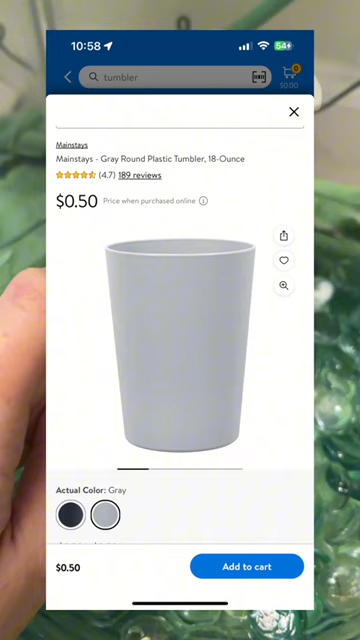 10:58
54
tumbler
0
$0.00
Mainstays
Mainstays - Gray Round Plastic Tumbler, 18-Ounce
(4.7) 189 reviews
$0.50 Price when purchased online
Actual Color: Gray
$0.50
Add to cart